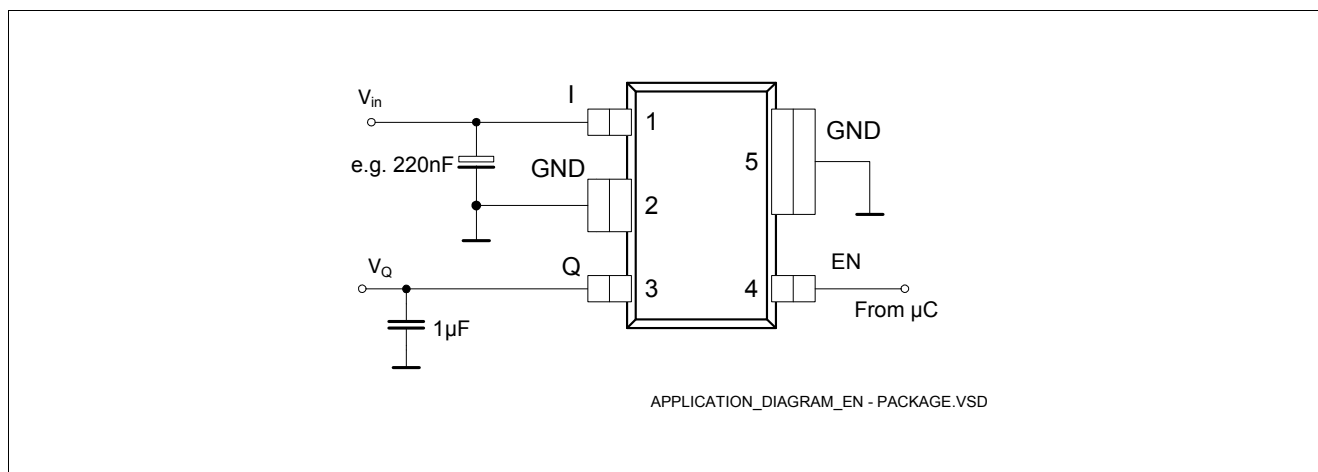 I
V_in
1
GND
e.g. 220nF
GND
5
2
V_Q
Q
EN
3
4
1µF
From µC
APPLICATION_DIAGRAM_EN - PACKAGE.VSD